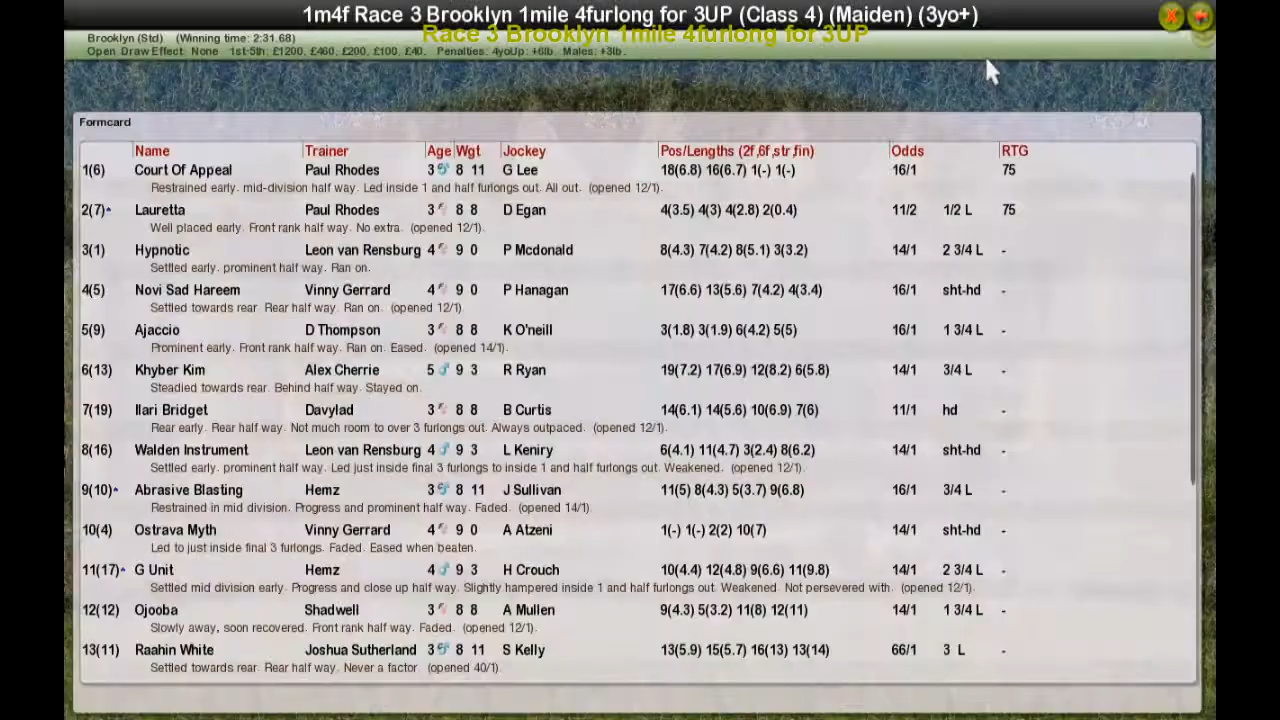 1m4f Race 3 Brooklyn 1mile 4furlong for 3UP (Class 4) (Maiden) (3yo+)
Race 3 Brooklyn 1mile 4furlong for 3UP
Brooklyn (Std) (Winning time: 2:31.68)
Open Draw Effect: None 1st-5th: £1200, £460, £200, £100, £40. Penalties: 4yoUp: +6lb. Males: +3lb.
Formcard
Name Trainer Age Wgt Jockey Pos/Lengths (2f,6f,str,fin) Odds RTG
1(6) Court Of Appeal Paul Rhodes 3 8 11 G Lee 18(6.8) 16(6.7) 1(-) 1(-) 16/1 75
Restrained early. mid-division half way. Led inside 1 and half furlongs out. All out. (opened 12/1).
2(7) Lauretta Paul Rhodes 3 8 8 D Egan 4(3.5) 4(3) 4(2.8) 2(0.4) 11/2 1/2 L 75
Well placed early. Front rank half way. No extra. (opened 12/1).
3(1) Hypnotic Leon van Rensburg 4 9 0 P Mcdonald 8(4.3) 7(4.2) 8(5.1) 3(3.2) 14/1 2 3/4 L -
Settled early. prominent half way. Ran on.
4(5) Novi Sad Hareem Vinny Gerrard 4 9 0 P Hanagan 17(6.6) 13(5.6) 7(4.2) 4(3.4) 16/1 sht-hd -
Settled towards rear. Rear half way. Ran on. (opened 12/1).
5(9) Ajaccio D Thompson 3 8 8 K O'neill 3(1.8) 3(1.9) 6(4.2) 5(5) 16/1 1 3/4 L -
Prominent early. Front rank half way. Ran on. Eased. (opened 14/1).
6(13) Khyber Kim Alex Cherrie 5 9 3 R Ryan 19(7.2) 17(6.9) 12(8.2) 6(5.8) 14/1 3/4 L -
Steadied towards rear. Behind half way. Stayed on.
7(19) Ilari Bridget Davylad 3 8 8 B Curtis 14(6.1) 14(5.6) 10(6.9) 7(6) 11/1 hd -
Rear early. Rear half way. Not much room to over 3 furlongs out. Always outpaced. (opened 12/1).
8(16) Walden Instrument Leon van Rensburg 4 9 3 L Keniry 6(4.1) 11(4.7) 3(2.4) 8(6.2) 14/1 sht-hd -
Settled early. prominent half way. Led just inside final 3 furlongs to inside 1 and half furlongs out. Weakened. (opened 12/1).
9(10) Abrasive Blasting Hemz 3 8 11 J Sullivan 11(5) 8(4.3) 5(3.7) 9(6.8) 16/1 3/4 L -
Restrained in mid division. Progress and prominent half way. Faded. (opened 14/1).
10(4) Ostrava Myth Vinny Gerrard 4 9 0 A Atzeni 1(-) 1(-) 2(2) 10(7) 14/1 sht-hd -
Led to just inside final 3 furlongs. Faded. Eased when beaten.
11(17) G Unit Hemz 4 9 3 H Crouch 10(4.4) 12(4.8) 9(6.6) 11(9.8) 14/1 2 3/4 L -
Settled mid division early. Progress and close up half way. Slightly hampered inside 1 and half furlongs out. Weakened. Not persevered with. (opened 12/1).
12(12) Ojooba Shadwell 3 8 8 A Mullen 9(4.3) 5(3.2) 11(8) 12(11) 14/1 1 3/4 L -
Slowly away, soon recovered. Front rank half way. Faded. (opened 12/1).
13(11) Raahin White Joshua Sutherland 3 8 11 S Kelly 13(5.9) 15(5.7) 16(13) 13(14) 66/1 3 L -
Settled towards rear. Rear half way. Never a factor. (opened 40/1).